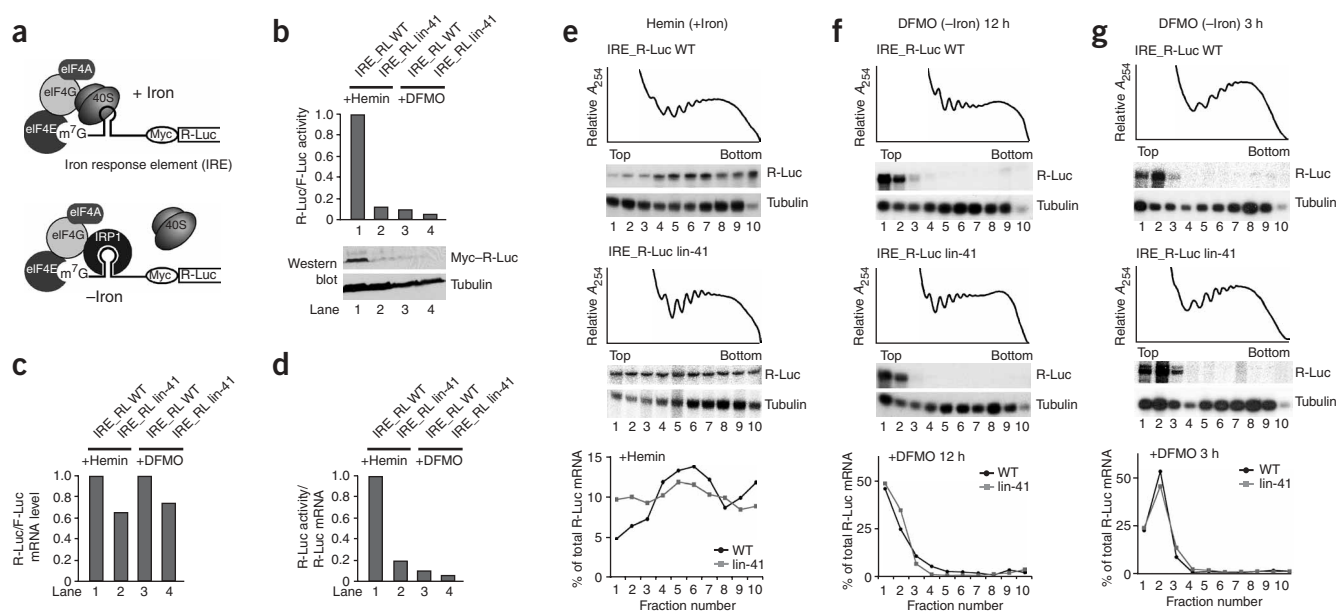 a
eIF4A
eIF4G
40S
+ Iron
eIF4E
m7G
Myc
R-Luc
Iron response element (IRE)
eIF4A
40S
eIF4G
IRP1
eIF4E
m7G
Myc
R-Luc
–Iron
b
IRE_RL WT
IRE_RL lin-41
IRE_RL WT
IRE_RL lin-41
+Hemin +DFMO
R-Luc/F-Luc activity
1.0
0.8
0.6
0.4
0.2
0
Western blot
Myc–R-Luc
Tubulin
Lane 1 2 3 4
c
IRE_RL WT
IRE_RL lin-41
IRE_RL WT
IRE_RL lin-41
+Hemin +DFMO
R-Luc/F-Luc
mRNA level
1.0
0.8
0.6
0.4
0.2
0
Lane 1 2 3 4
d
IRE_RL WT
IRE_RL lin-41
IRE_RL WT
IRE_RL lin-41
+Hemin +DFMO
R-Luc activity/
R-Luc mRNA
1.0
0.8
0.6
0.4
0.2
0
Lane 1 2 3 4
e
Hemin (+Iron)
IRE_R-Luc WT
Relative A254
Top Bottom
R-Luc
Tubulin
1 2 3 4 5 6 7 8 9 10
IRE_R-Luc lin-41
Relative A254
Top Bottom
R-Luc
Tubulin
1 2 3 4 5 6 7 8 9 10
% of total R-Luc mRNA
15
10
5
0
+Hemin
WT
lin-41
1 2 3 4 5 6 7 8 9 10
Fraction number
f
DFMO (–Iron) 12 h
IRE_R-Luc WT
Relative A254
Top Bottom
R-Luc
Tubulin
1 2 3 4 5 6 7 8 9 10
IRE_R-Luc lin-41
Relative A254
Top Bottom
R-Luc
Tubulin
1 2 3 4 5 6 7 8 9 10
% of total R-Luc mRNA
50
25
0
+DFMO 12 h
WT
lin-41
1 2 3 4 5 6 7 8 9 10
Fraction number
g
DFMO (–Iron) 3 h
IRE_R-Luc WT
Relative A254
Top Bottom
R-Luc
Tubulin
1 2 3 4 5 6 7 8 9 10
IRE_R-Luc lin-41
Relative A254
Top Bottom
R-Luc
Tubulin
1 2 3 4 5 6 7 8 9 10
% of total R-Luc mRNA
50
25
0
+DFMO 3 h
WT
lin-41
1 2 3 4 5 6 7 8 9 10
Fraction number